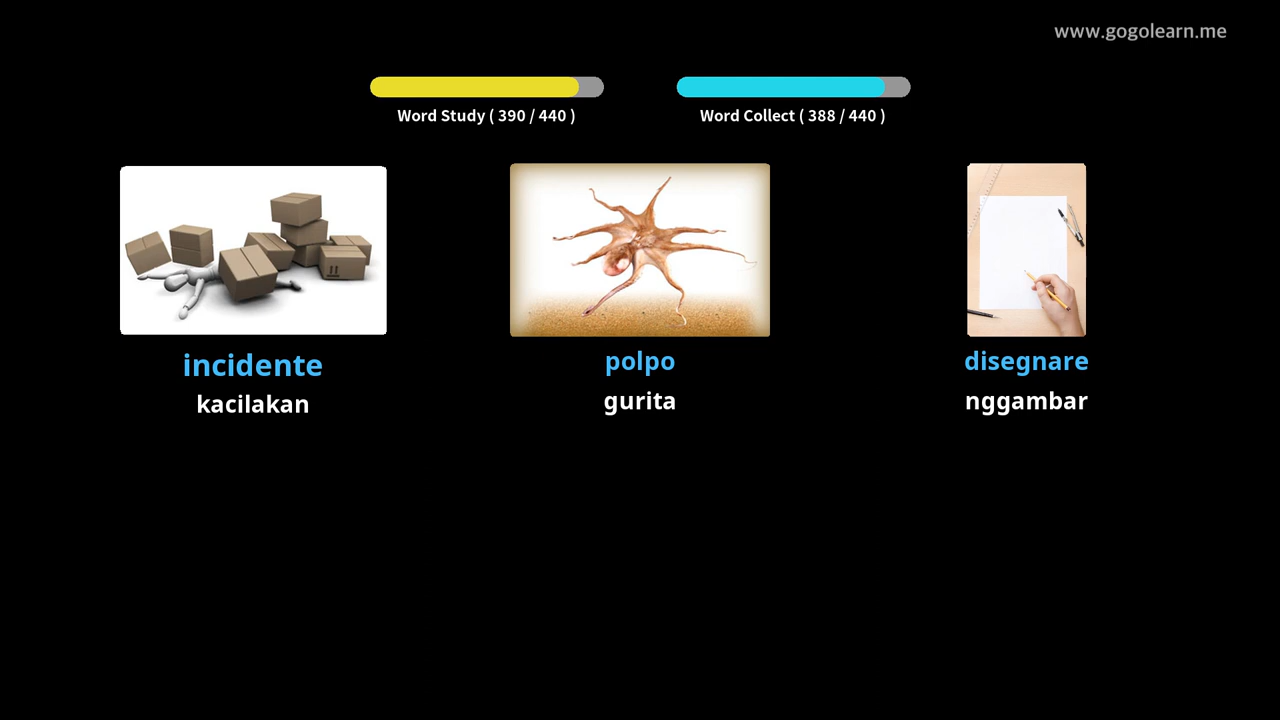 www.gogolearn.me
Word Study ( 390 / 440 )
Word Collect ( 388 / 440 )
incidente
kacilakan
polpo
gurita
disegnare
nggambar